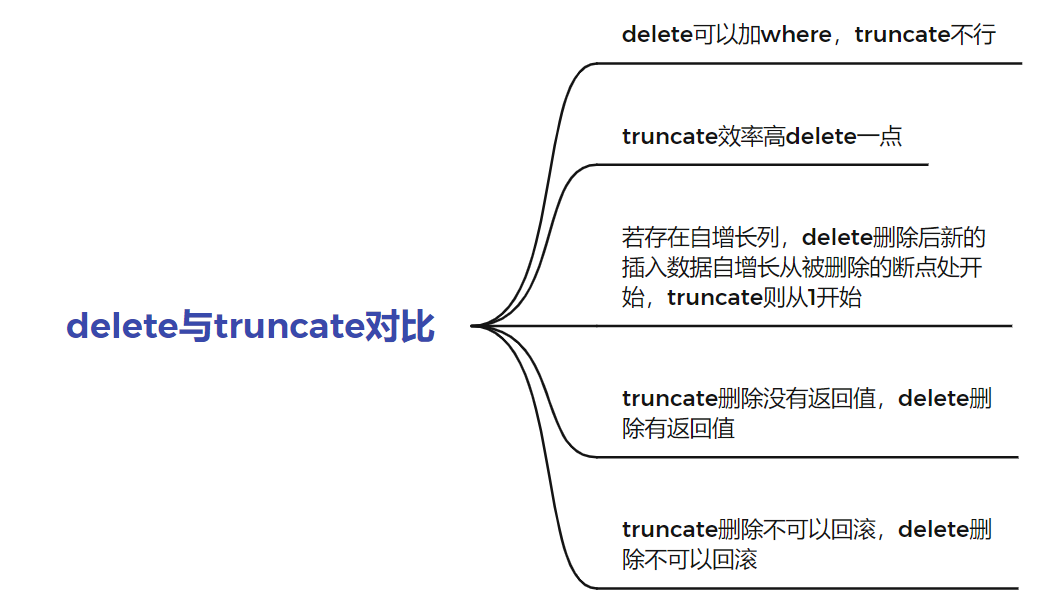 delete可以加where，truncate不行
truncate效率高delete一点
若存在自增长列，delete删除后新的
插入数据自增长从被删除的断点处开
始，truncate则从1开始
delete与truncate对比
truncate删除没有返回值，delete删
除有返回值
truncate删除不可以回滚，delete删
除不可以回滚